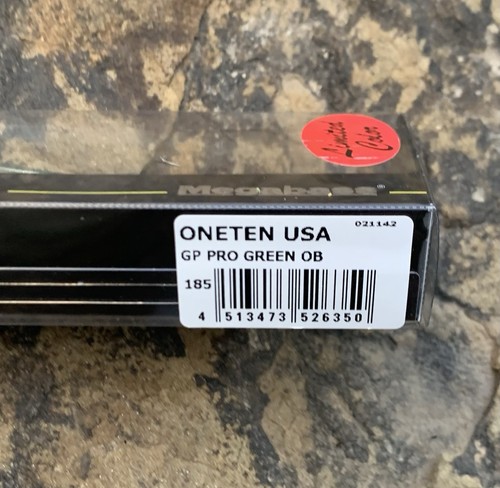 Limited
Color
Megabass®
ONETEN USA
021142
GP PRO GREEN OB
185
4 513473 526350